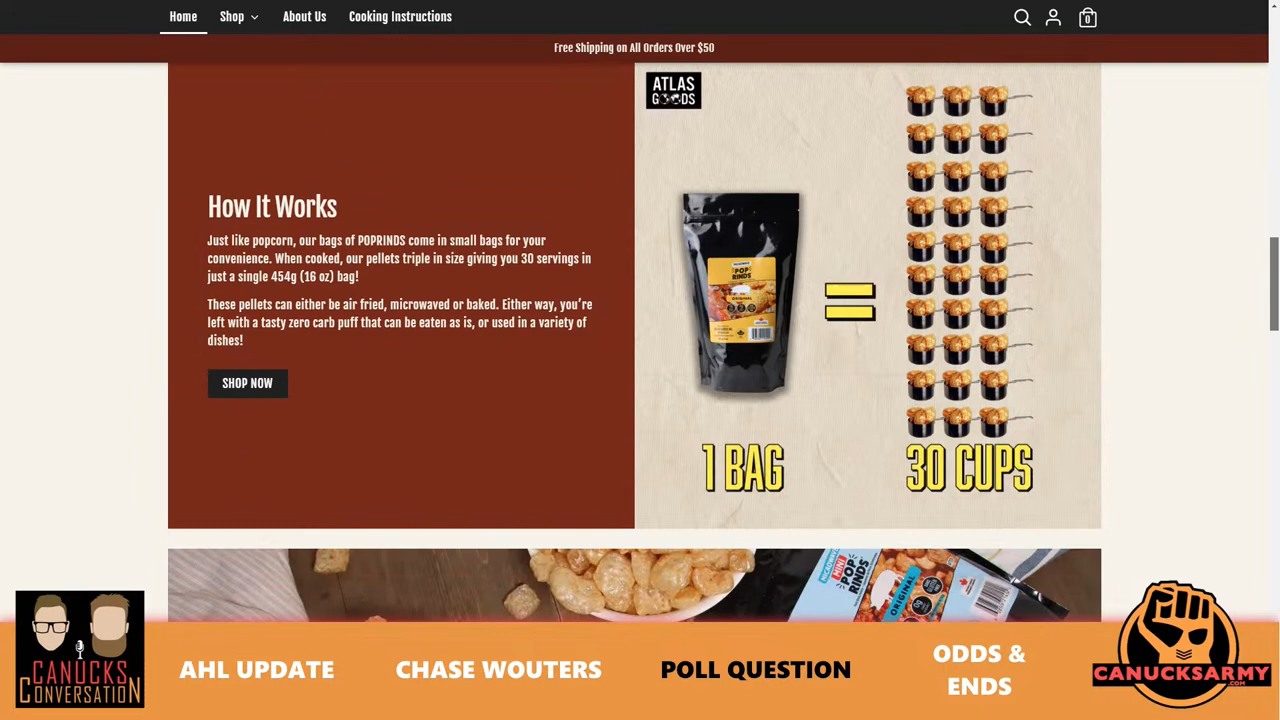 Home
Shop
About Us
Cooking Instructions
0
Free Shipping on All Orders Over $50
ATLAS
GOODS
How It Works
Just like popcorn, our bags of POPRINDS come in small bags for your
convenience. When cooked, our pellets triple in size giving you 30 servings in
just a single 454g (16 oz) bag!
These pellets can either be air fried, microwaved or baked. Either way, you’re
left with a tasty zero carb puff that can be eaten as is, or used in a variety of
dishes!
SHOP NOW
POP
RINDS
ORIGINAL
1 BAG
30 CUPS
MICROWAVE
MINI
POP
RINDS
ORIGINAL
CANUCKS
CONVERSATION
AHL UPDATE
CHASE WOUTERS
POLL QUESTION
ODDS &
ENDS
CANUCKSARMY
.COM